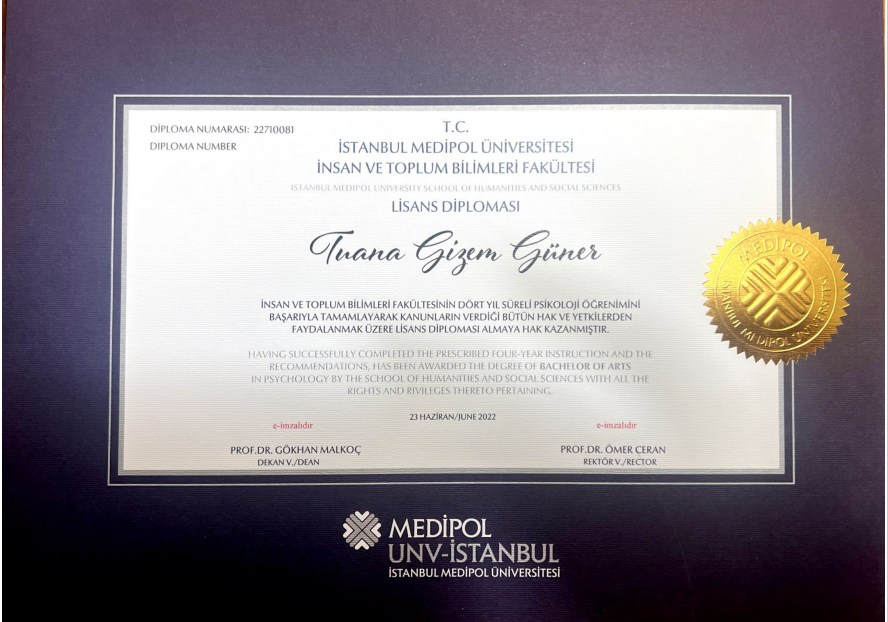 DİPLOMA NUMARASI: 22710081
DIPLOMA NUMBER
T.C.
İSTANBUL MEDİPOL ÜNİVERSİTESİ
İNSAN VE TOPLUM BİLİMLERİ FAKÜLTESİ
ISTANBUL MEDIPOL UNIVERSITY SCHOOL OF HUMANITIES AND SOCIAL SCIENCES
LİSANS DİPLOMASI
Tuana Gizem Güner
İNSAN VE TOPLUM BİLİMLERİ FAKÜLTESİNİN DÖRT YIL SÜRELİ PSİKOLOJİ ÖĞRENİMİNİ
BAŞARIYLA TAMAMLAYARAK KANUNLARIN VERDİĞİ BÜTÜN HAK VE YETKİLERDEN
FAYDALANMAK ÜZERE LİSANS DİPLOMASI ALMAYA HAK KAZANMIŞTIR.
HAVING SUCCESSFULLY COMPLETED THE PRESCRIBED FOUR-YEAR INSTRUCTION AND THE
RECOMMENDATIONS, HAS BEEN AWARDED THE DEGREE OF BACHELOR OF ARTS
IN PSYCHOLOGY BY THE SCHOOL OF HUMANITIES AND SOCIAL SCIENCES WITH ALL THE
RIGHTS AND RIVILEGES THERETO PERTAINING.
23 HAZİRAN/JUNE 2022
e-imzalıdır
e-imzalıdır
PROF.DR. GÖKHAN MALKOÇ
DEKAN V./DEAN
PROF.DR. ÖMER CERAN
REKTÖR V./RECTOR
MEDİPOL
İSTANBUL MEDİPOL ÜNİVERSİTESİ
MEDİPOL
UNV-İSTANBUL
İSTANBUL MEDİPOL ÜNİVERSİTESİ